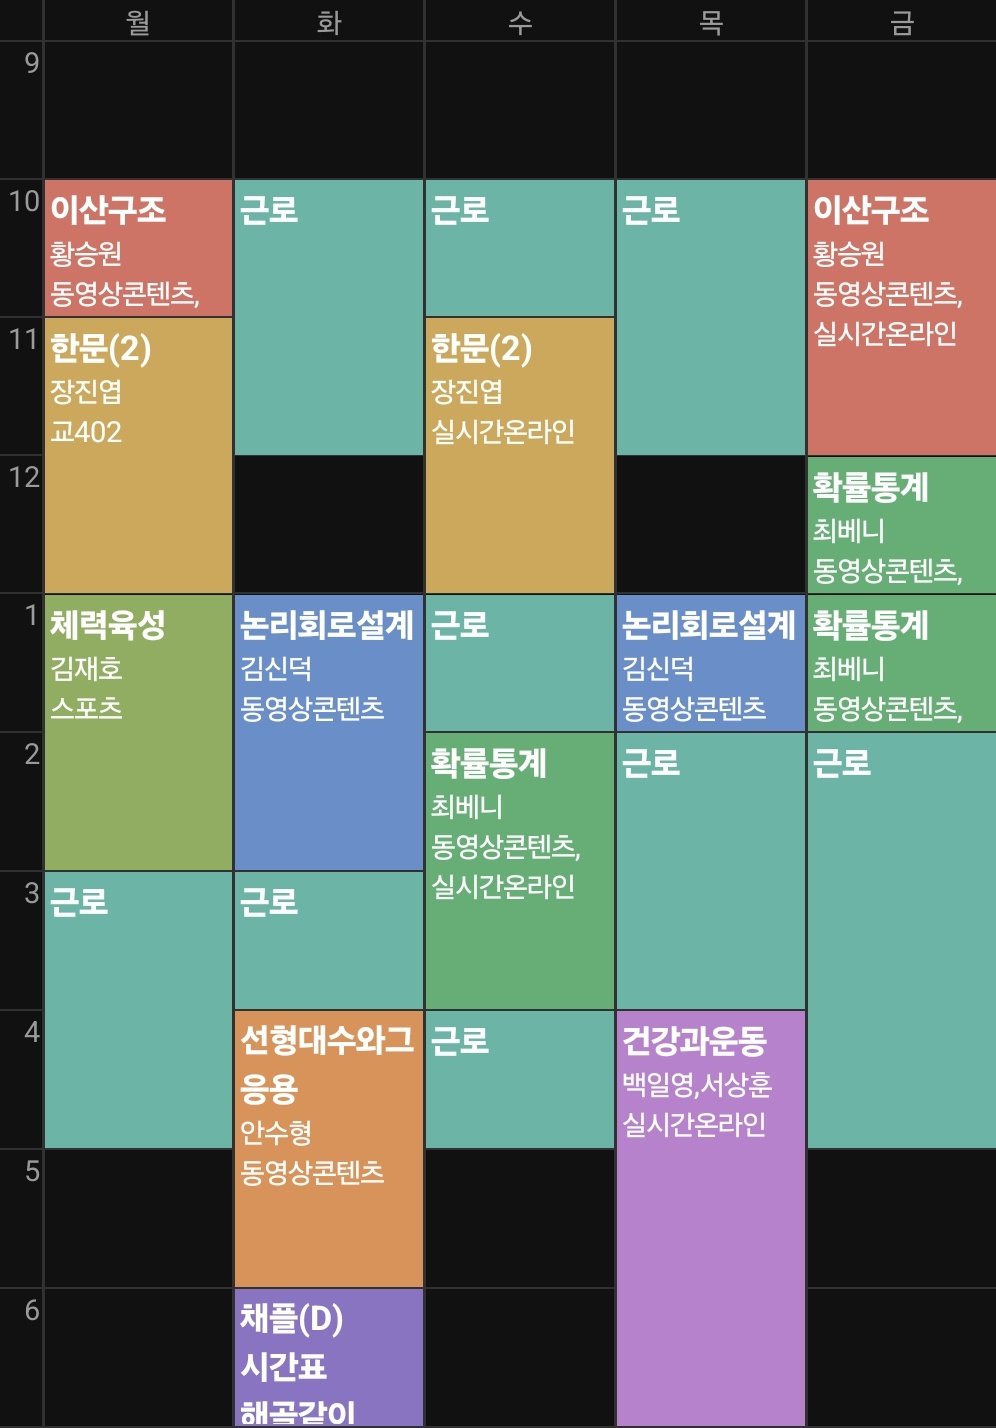 월 화 수 목 금
9
10
이산구조
황승원
동영상콘텐츠,
근로
근로
근로
이산구조
황승원
동영상콘텐츠,
실시간온라인
11
한문(2)
장진엽
교402
한문(2)
장진엽
실시간온라인
12
확률통계
최베니
동영상콘텐츠,
1
체력육성
김재호
스포츠
논리회로설계
김신덕
동영상콘텐츠
근로
논리회로설계
김신덕
동영상콘텐츠
확률통계
최베니
동영상콘텐츠,
2
확률통계
최베니
동영상콘텐츠,
실시간온라인
근로
근로
3
근로
근로
4
선형대수와그
응용
안수형
동영상콘텐츠
근로
건강과운동
백일영,서상훈
실시간온라인
5
6
채플(D)
시간표
해골같이